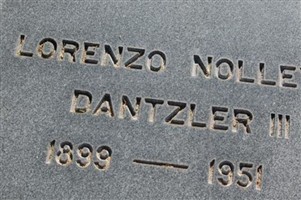 LORENZO NOLLE
DANTZLER III
1899 — 1951